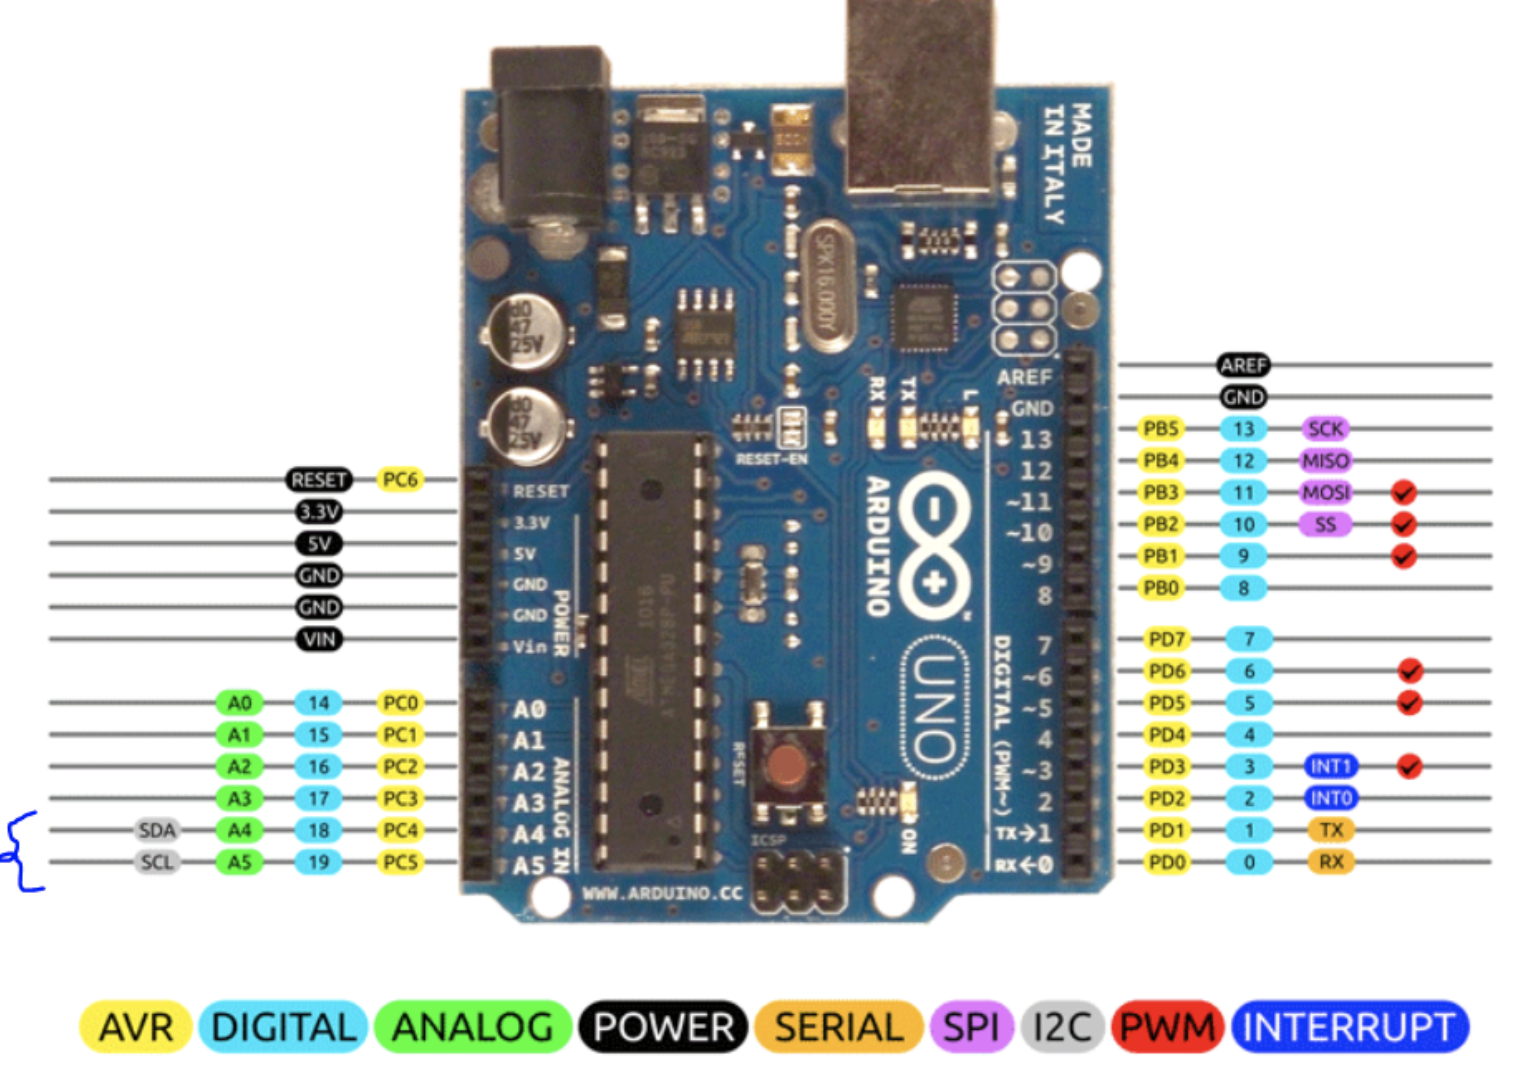 MADE
IN ITALY
SPK16.000Y
47
25V
47
25V
RX
TX
L
RESET-EN
AREF
GND
13
12
~11
~10
~9
8
7
~6
~5
4
~3
2
TX→1
RX←0
DIGITAL (PWM~)
ARDUINO
UNO
RESET
3.3V
5V
GND
GND
Vin
POWER
A0
A1
A2
A3
A4
A5
ANALOG IN
RESET
ICSP
ON
WWW.ARDUINO.CC
RESET PC6
3.3V
5V
GND
GND
VIN
A0 14 PC0
A1 15 PC1
A2 16 PC2
A3 17 PC3
SDA A4 18 PC4
SCL A5 19 PC5
AREF
GND
PB5 13 SCK
PB4 12 MISO
PB3 11 MOSI
PB2 10 SS
PB1 9
PB0 8
PD7 7
PD6 6
PD5 5
PD4 4
PD3 3 INT1
PD2 2 INT0
PD1 1 TX
PD0 0 RX
AVR DIGITAL ANALOG POWER SERIAL SPI I2C PWM INTERRUPT